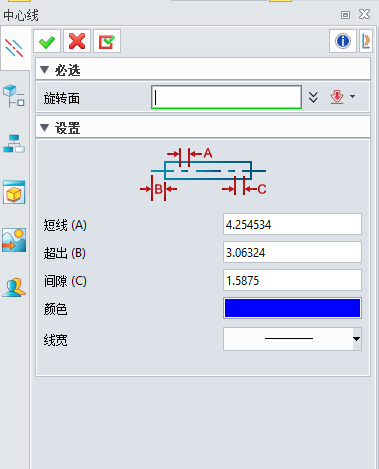 中心线
必选
旋转面
设置
A
B
C
短线 (A) 4.254534
超出 (B) 3.06324
间隙 (C) 1.5875
颜色
线宽